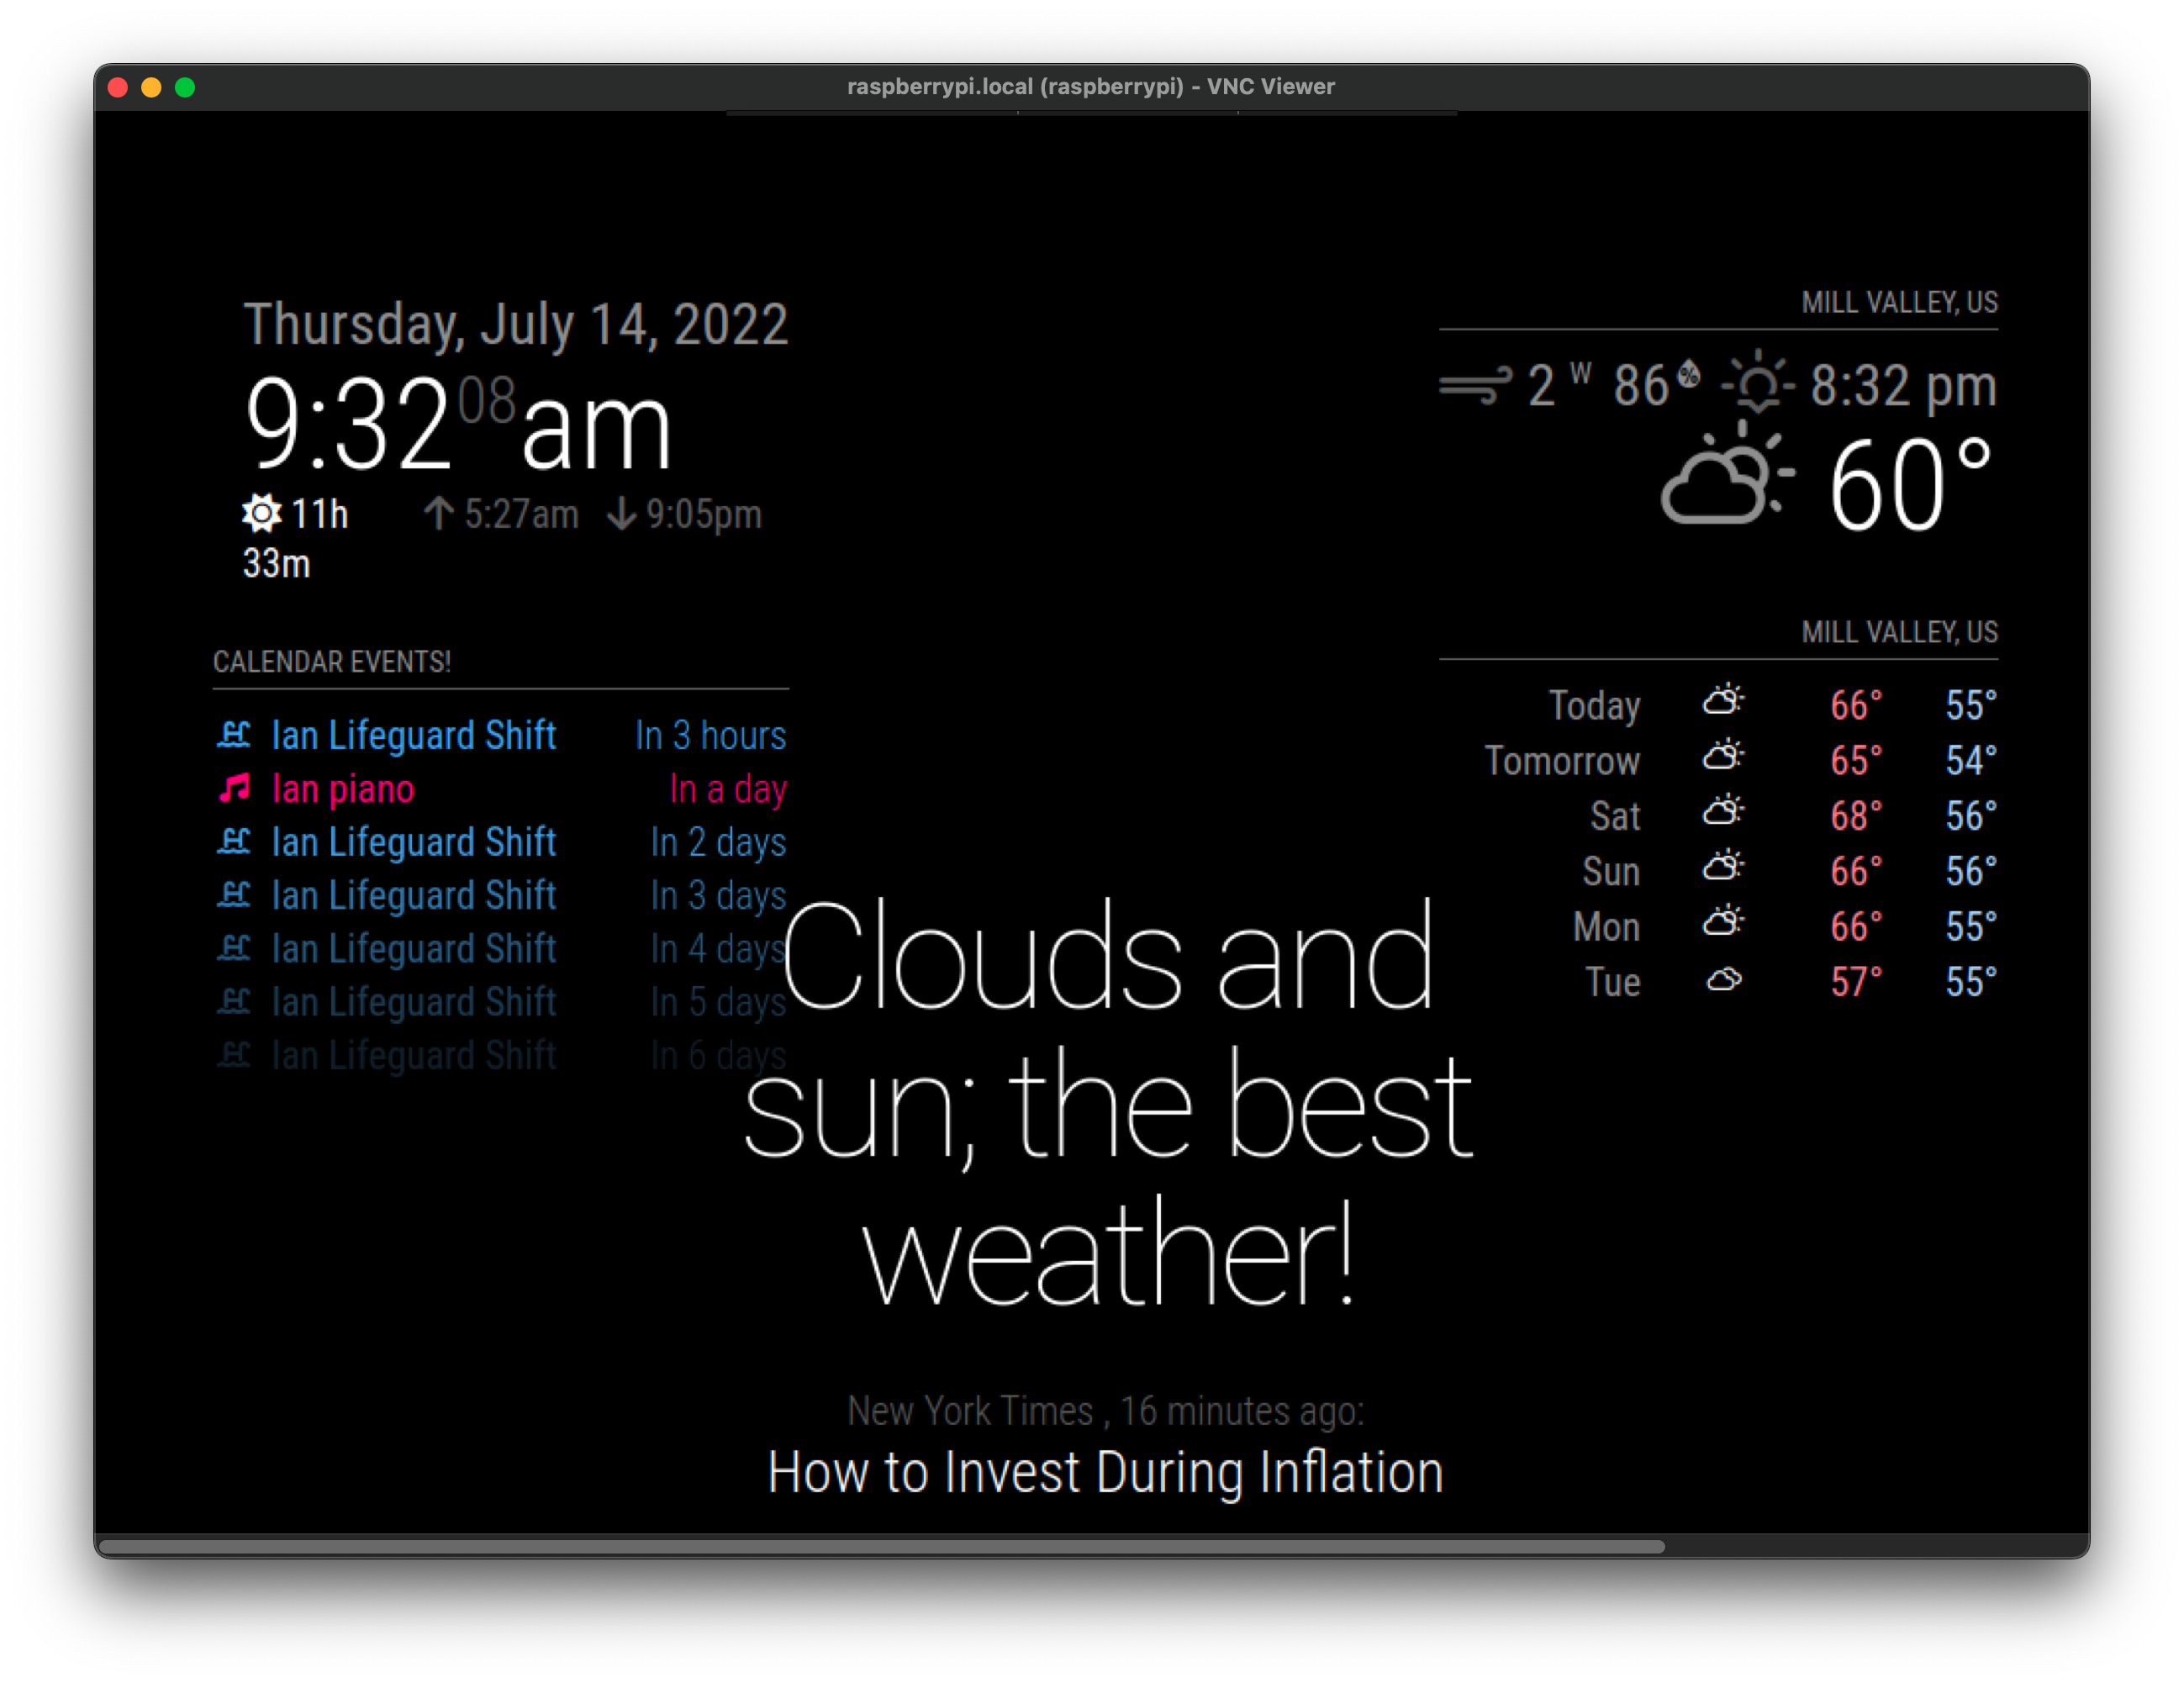 raspberrypi.local (raspberrypi) - VNC Viewer
Thursday, July 14, 2022
9:32 08 am
11h 33m
5:27am 9:05pm
CALENDAR EVENTS!
Ian Lifeguard Shift In 3 hours
Ian piano In a day
Ian Lifeguard Shift In 2 days
Ian Lifeguard Shift In 3 days
Ian Lifeguard Shift In 4 days
Ian Lifeguard Shift In 5 days
Ian Lifeguard Shift In 6 days
MILL VALLEY, US
2 W 86 % 8:32 pm
60°
MILL VALLEY, US
Today 66° 55°
Tomorrow 65° 54°
Sat 68° 56°
Sun 66° 56°
Mon 66° 55°
Tue 57° 55°
Clouds and
sun; the best
weather!
New York Times , 16 minutes ago:
How to Invest During Inflation